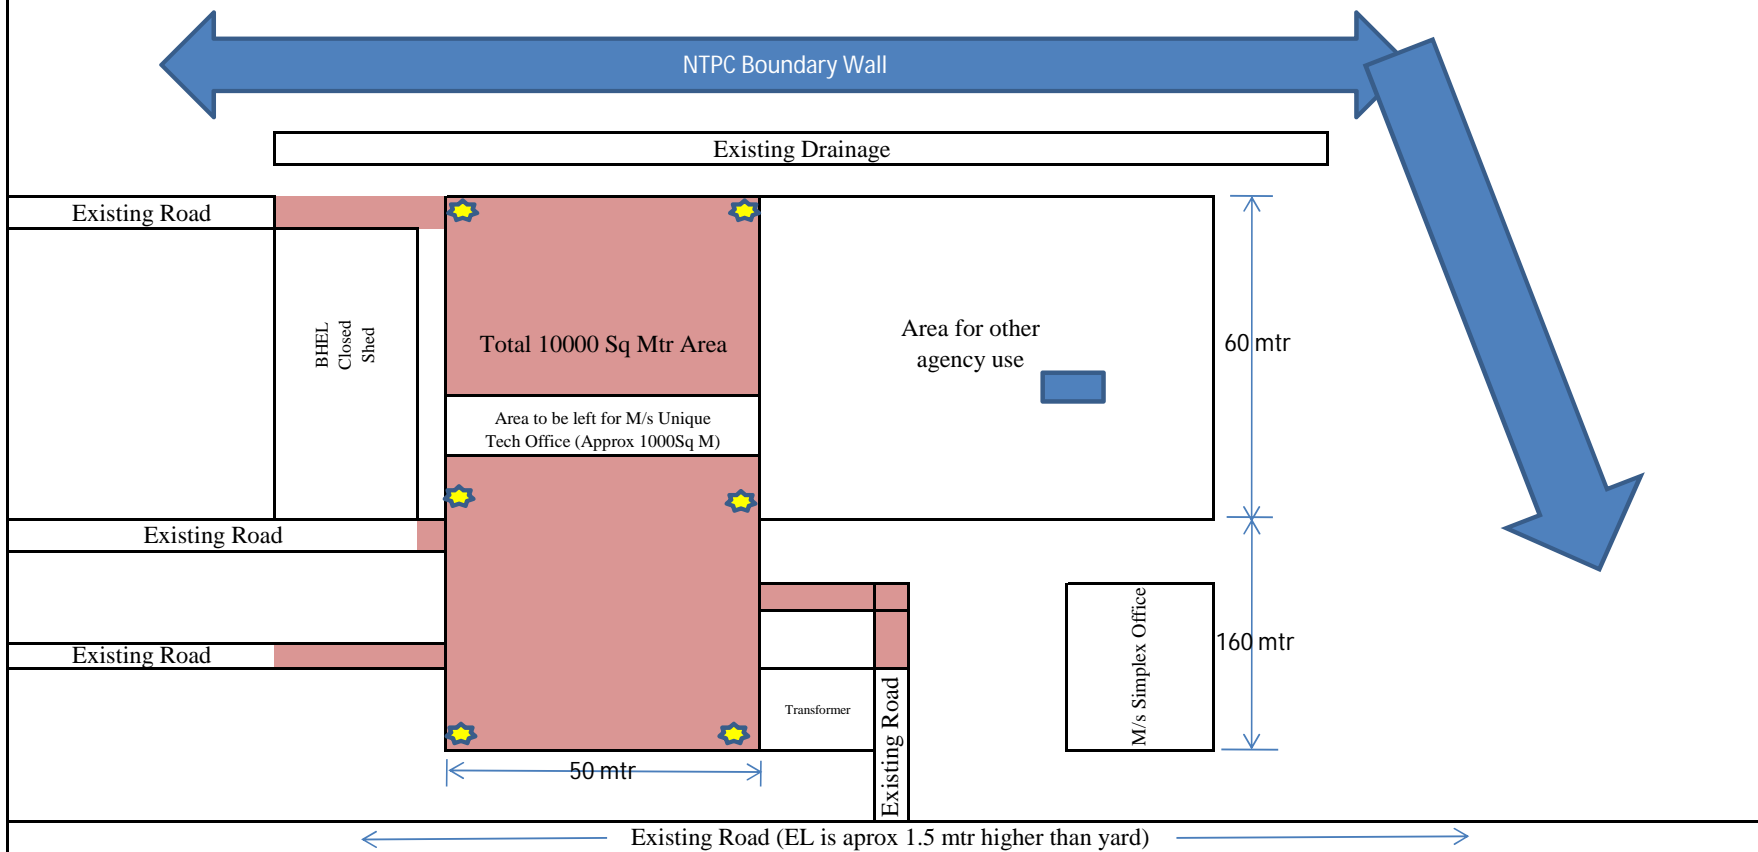 NTPC Boundary Wall
Existing Drainage
Existing Road
BHEL
Closed
Shed
Total 10000 Sq Mtr Area
Area for other
agency use
60 mtr
Area to be left for M/s Unique
Tech Office (Approx 1000Sq M)
Existing Road
Existing Road
Transformer
Existing Road
M/s Simplex Office
160 mtr
50 mtr
Existing Road (EL is aprox 1.5 mtr higher than yard)